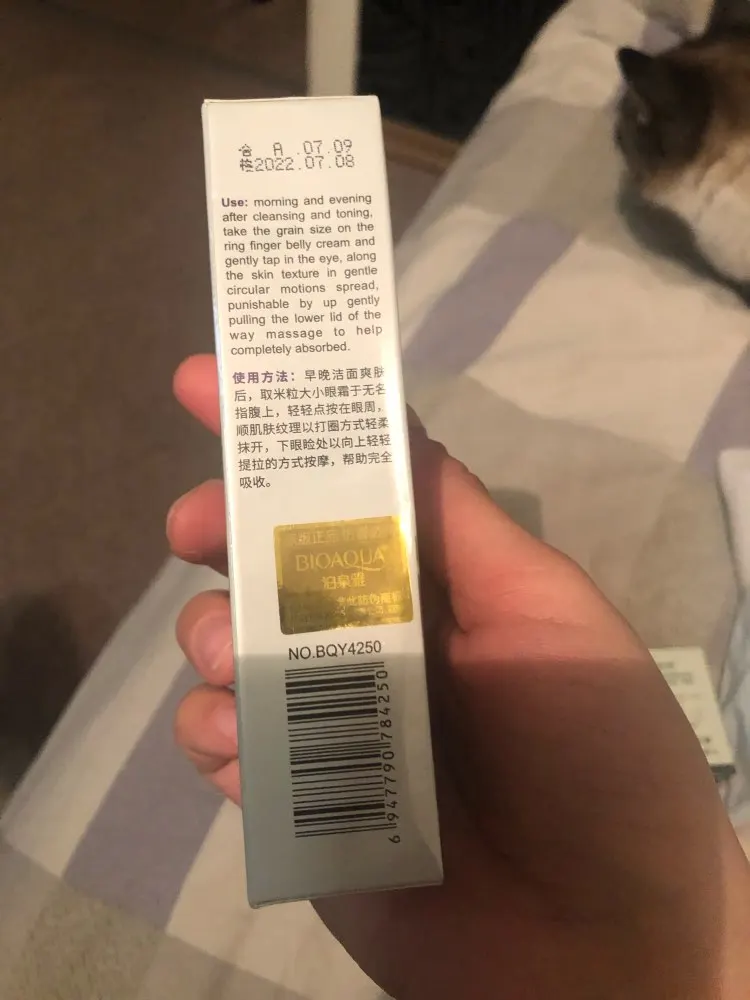 合 A .07.09
格2022.07.08
Use: morning and evening
after cleansing and toning,
take the grain size on the
ring finger belly cream and
gently tap in the eye, along
the skin texture in gentle
circular motions spread,
punishable by up gently
pulling the lower lid of the
way massage to help
completely absorbed.
使用方法：早晚洁面爽肤
后，取米粒大小眼霜于无名
指腹上，轻轻点按在眼周，
顺肌肤纹理以打圈方式轻柔
抹开，下眼睑处以向上轻轻
提拉的方式按摩，帮助完全
吸收。
BIOAQUA
泊泉雅
NO.BQY4250
6947790784250